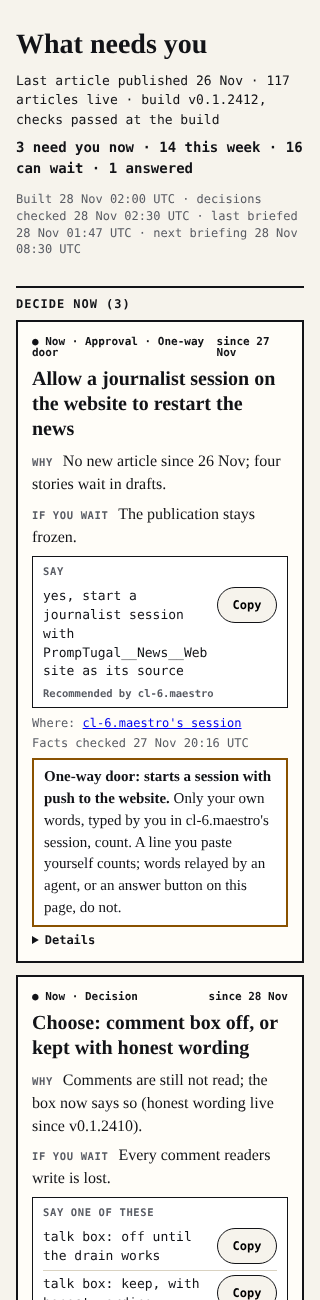 What needs you
Last article published 26 Nov · 117
articles live · build v0.1.2412,
checks passed at the build
3 need you now · 14 this week · 16
can wait · 1 answered
Built 28 Nov 02:00 UTC · decisions
checked 28 Nov 02:30 UTC · last briefed
28 Nov 01:47 UTC · next briefing 28 Nov
08:30 UTC
DECIDE NOW (3)
● Now · Approval · One-way door since 27 Nov
Allow a journalist session on
the website to restart the
news
WHY No new article since 26 Nov; four
stories wait in drafts.
IF YOU WAIT The publication stays
frozen.
SAY
yes, start a
journalist session
with
PrompTugal__News__Web
site as its source
Copy
Recommended by cl-6.maestro
Where: cl-6.maestro's session
Facts checked 27 Nov 20:16 UTC
One-way door: starts a session with
push to the website. Only your own
words, typed by you in cl-6.maestro's
session, count. A line you paste
yourself counts; words relayed by an
agent, or an answer button on this
page, do not.
▶ Details
● Now · Decision since 28 Nov
Choose: comment box off, or
kept with honest wording
WHY Comments are still not read; the
box now says so (honest wording live
since v0.1.2410).
IF YOU WAIT Every comment readers
write is lost.
SAY ONE OF THESE
talk box: off until
the drain works
Copy
talk box: keep, with
Copy